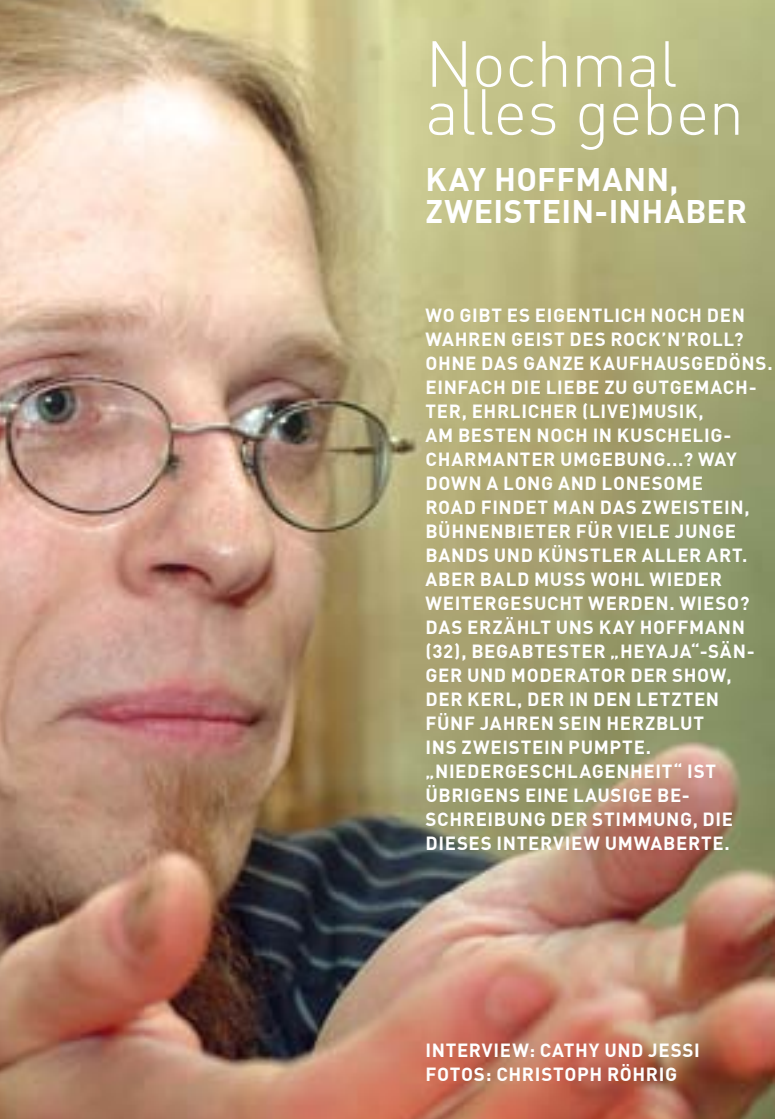 Nochmal
alles geben
KAY HOFFMANN,
ZWEISTEIN-INHABER
WO GIBT ES EIGENTLICH NOCH DEN
WAHREN GEIST DES ROCK’N’ROLL?
OHNE DAS GANZE KAUFHAUSGEDÖNS.
EINFACH DIE LIEBE ZU GUTGEMACH-
TER, EHRLICHER (LIVE)MUSIK,
AM BESTEN NOCH IN KUSCHELIG-
CHARMANTER UMGEBUNG...? WAY
DOWN A LONG AND LONESOME
ROAD FINDET MAN DAS ZWEISTEIN,
BÜHNENBIETER FÜR VIELE JUNGE
BANDS UND KÜNSTLER ALLER ART.
ABER BALD MUSS WOHL WIEDER
WEITERGESUCHT WERDEN. WIESO?
DAS ERZÄHLT UNS KAY HOFFMANN
(32), BEGABTESTER „HEYAJA“-SÄN-
GER UND MODERATOR DER SHOW,
DER KERL, DER IN DEN LETZTEN
FÜNF JAHREN SEIN HERZBLUT
INS ZWEISTEIN PUMPTE.
„NIEDERGESCHLAGENHEIT“ IST
ÜBRIGENS EINE LAUSIGE BE-
SCHREIBUNG DER STIMMUNG, DIE
DIESES INTERVIEW UMWABERTE.
INTERVIEW: CATHY UND JESSI
FOTOS: CHRISTOPH RÖHRIG